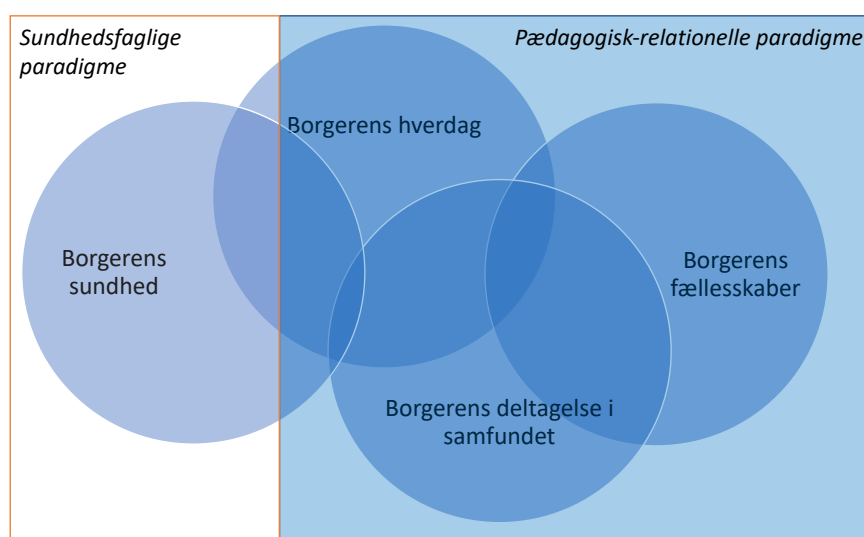 Sundhedsfaglige
paradigme
Pædagogisk-relationelle paradigme
Borgerens hverdag
Borgerens
sundhed
Borgerens
fællesskaber
Borgerens deltagelse i
samfundet